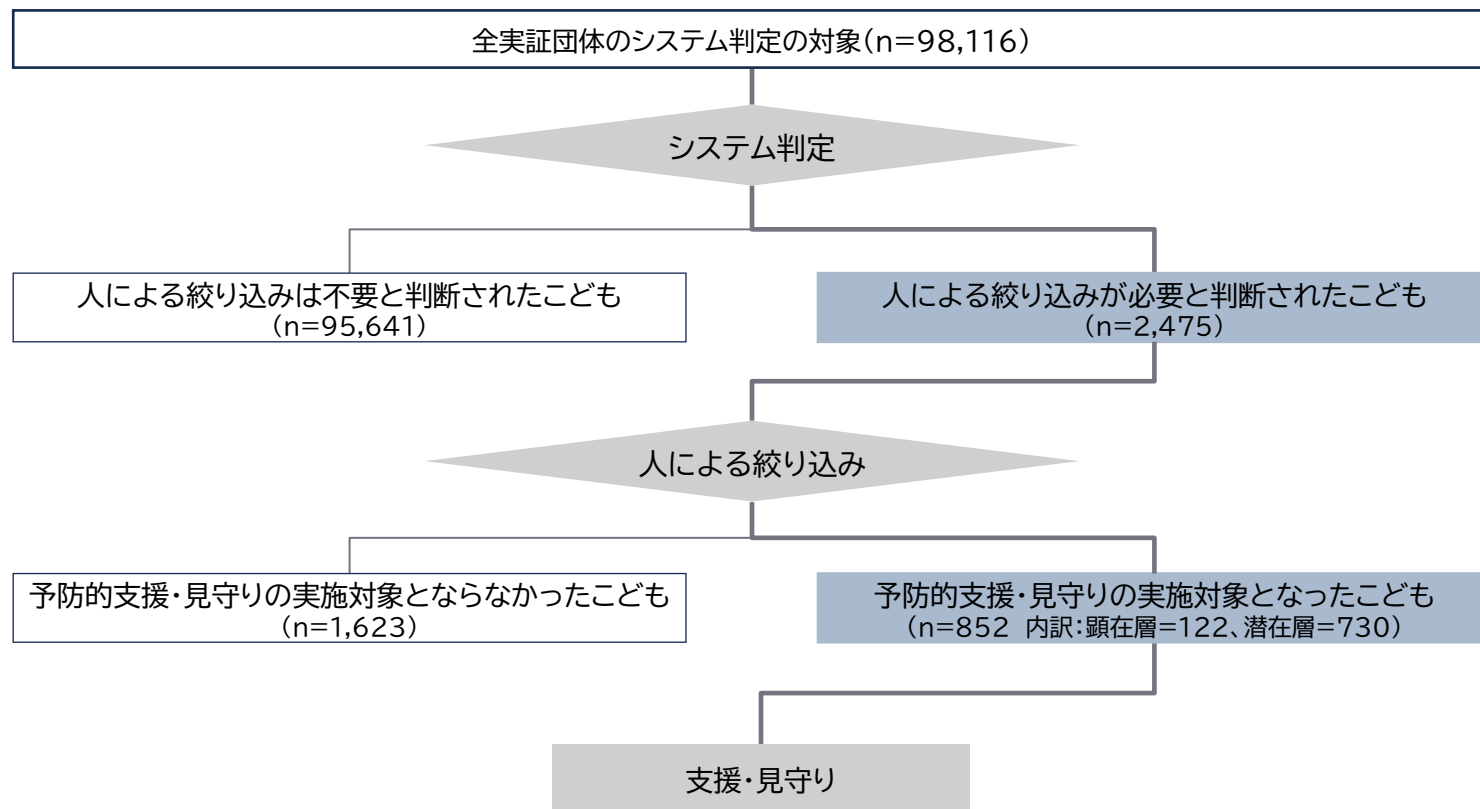 全実証団体のシステム判定の対象(n=98,116)
システム判定
人による絞り込みは不要と判断されたこども
(n=95,641)
人による絞り込みが必要と判断されたこども
(n=2,475)
人による絞り込み
予防的支援・見守りの実施対象とならなかったこども
(n=1,623)
予防的支援・見守りの実施対象となったこども
(n=852 内訳:顕在層=122、潜在層=730)
支援・見守り